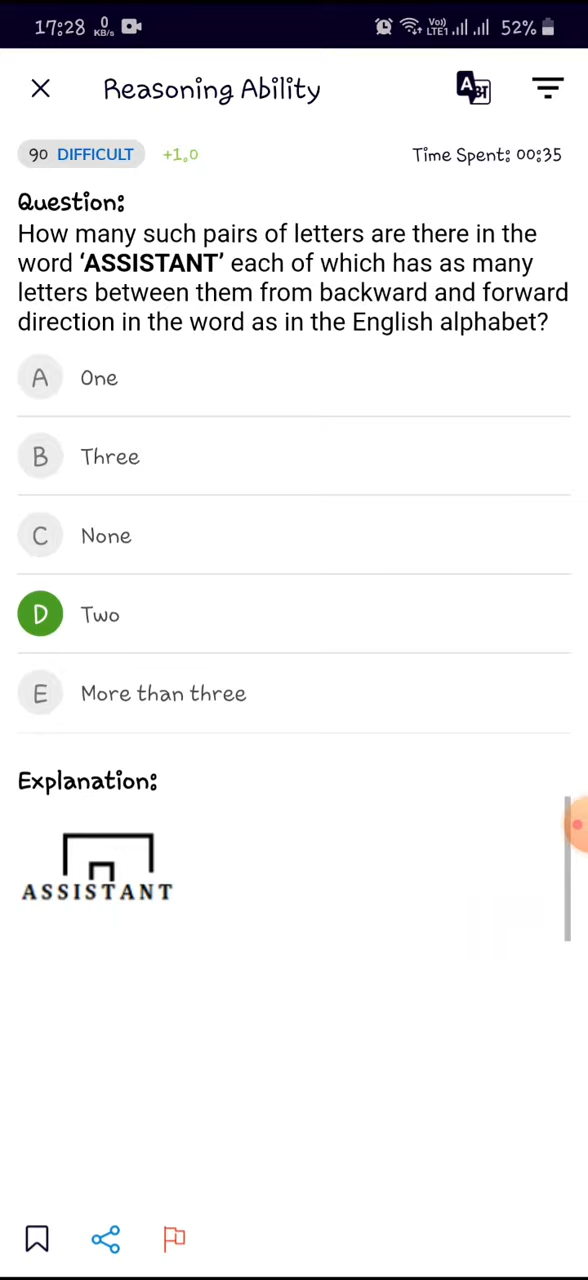 17:28 0 KB/s Vo)) LTE1 52%
Reasoning Ability
A BT
90 DIFFICULT +1.0 Time Spent: 00:35
Question:
How many such pairs of letters are there in the
word ‘ASSISTANT’ each of which has as many
letters between them from backward and forward
direction in the word as in the English alphabet?
A One
B Three
C None
D Two
E More than three
Explanation:
ASSISTANT